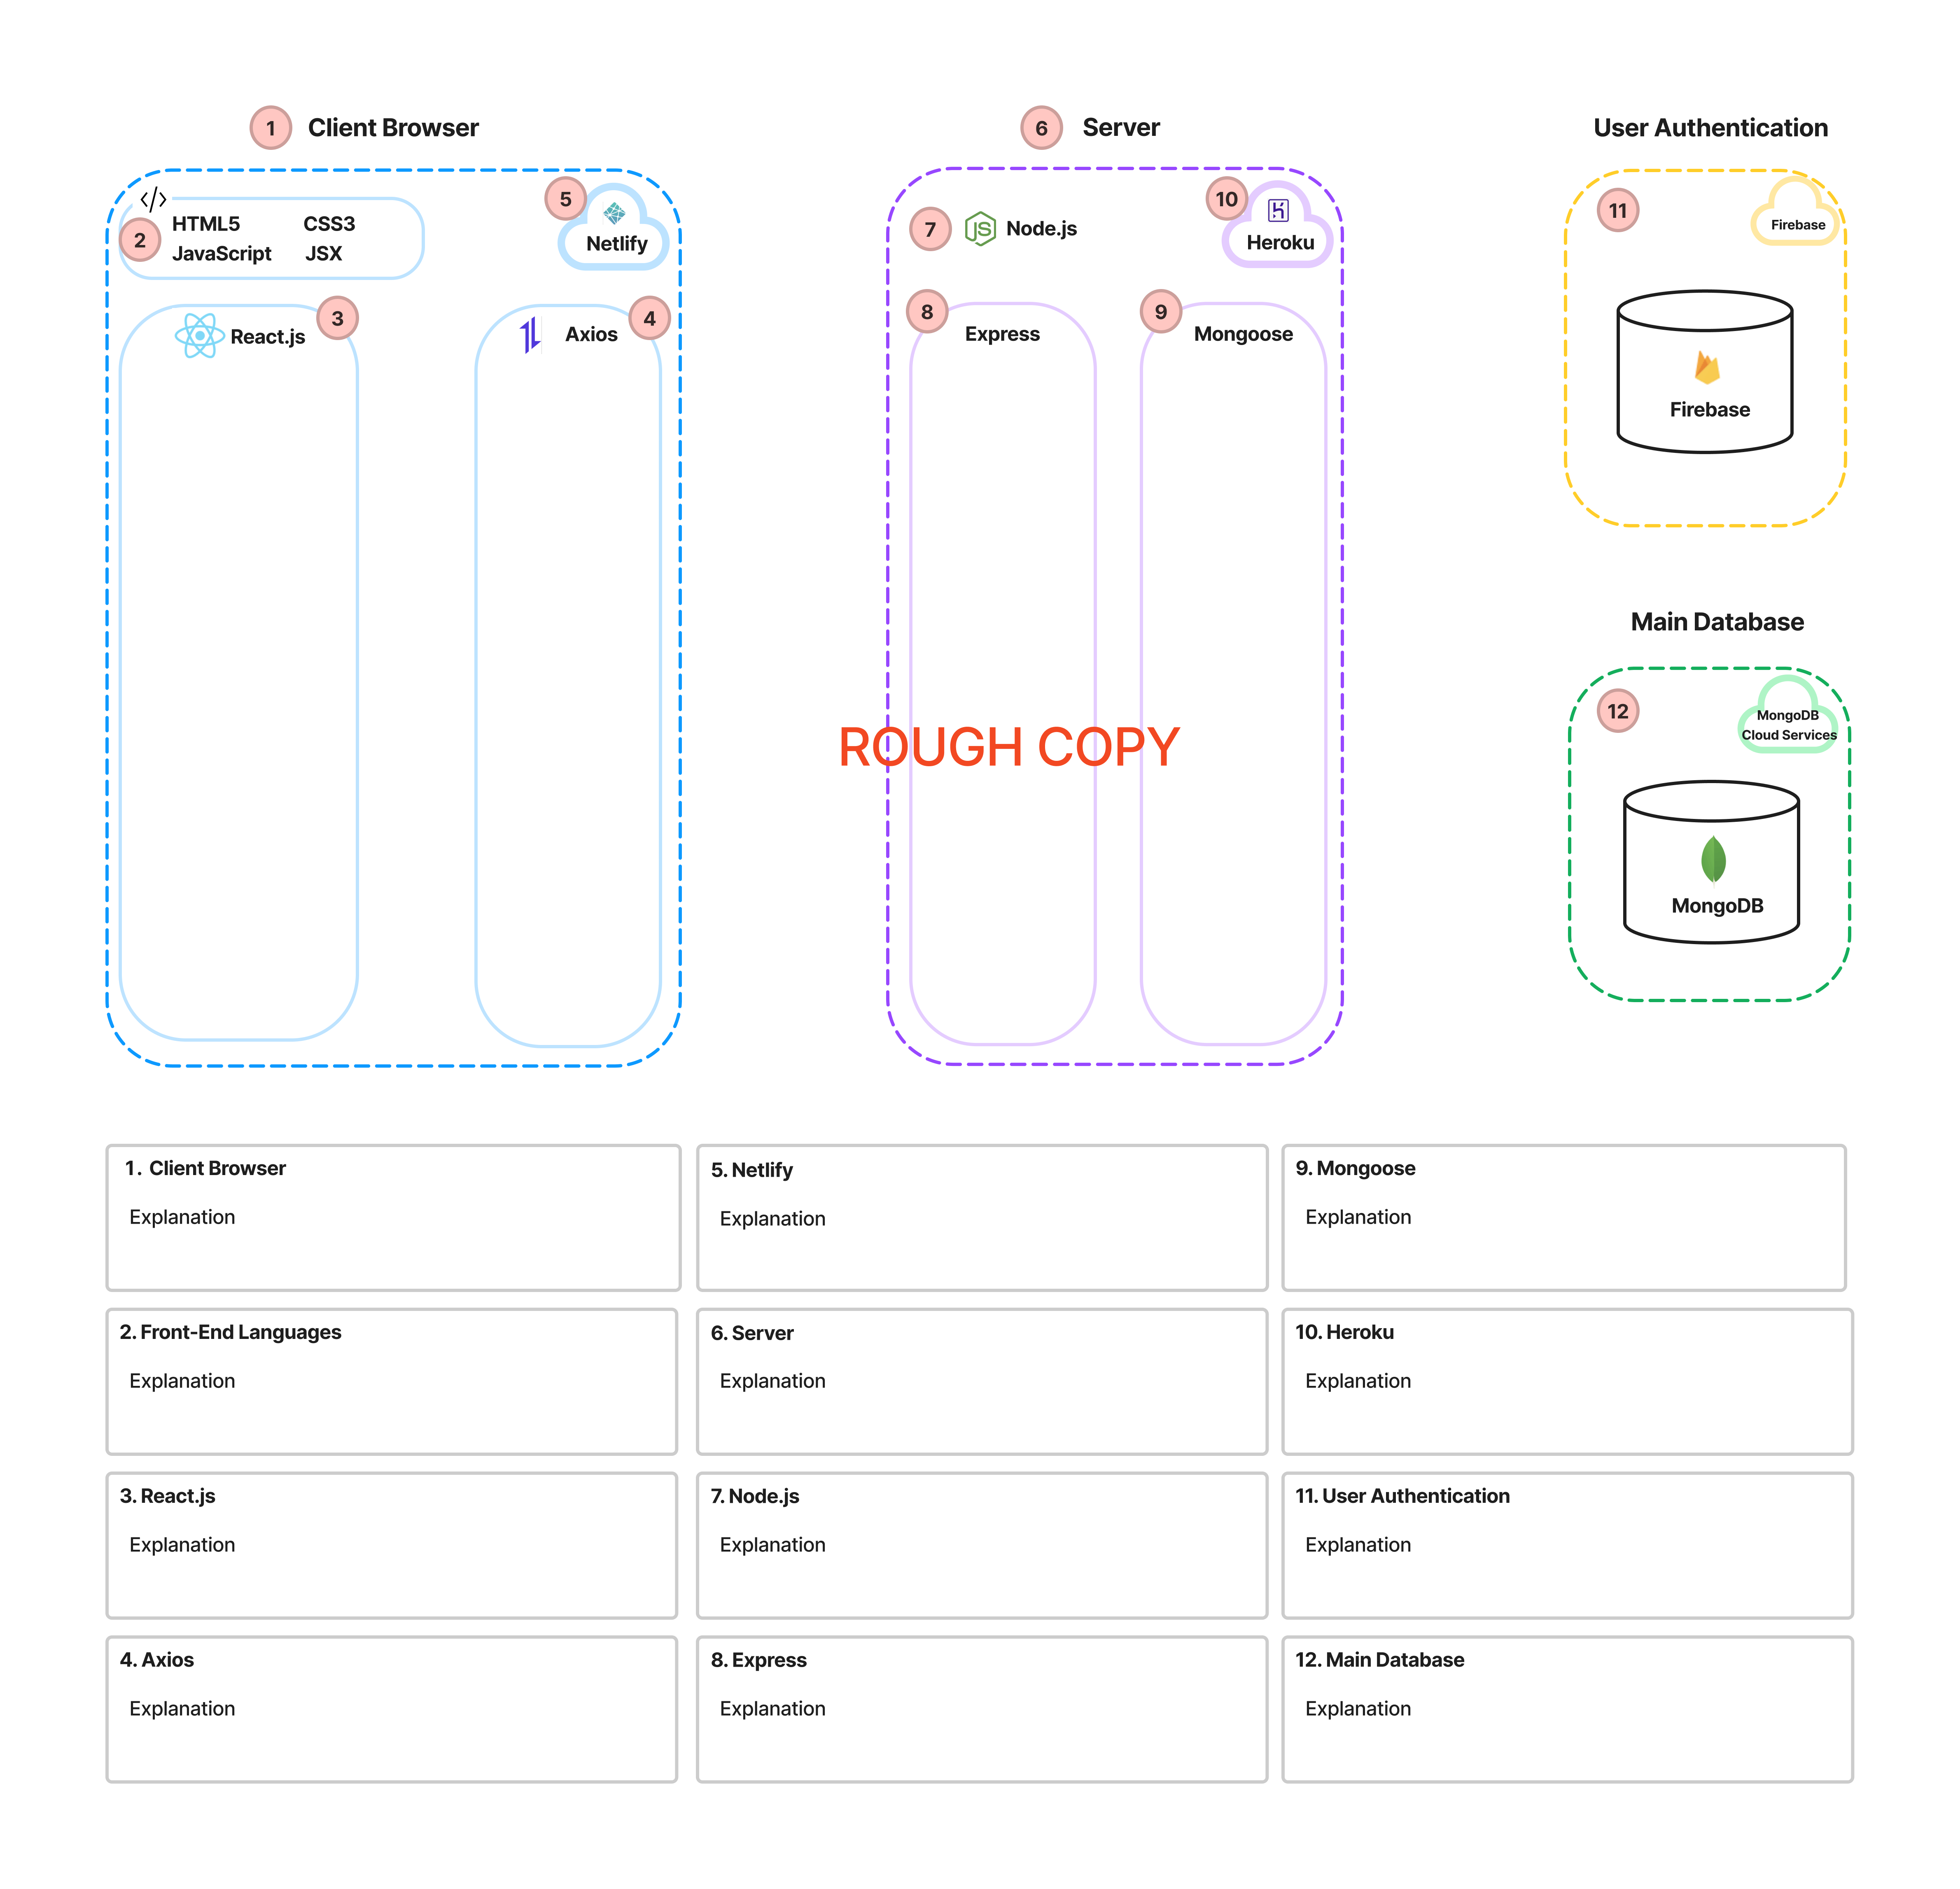 1 Client Browser
6 Server
User Authentication
</>
2
HTML5 CSS3
JavaScript JSX
5
Netlify
3
React.js
4
Axios
7
Node.js
10
Heroku
8
Express
9
Mongoose
11
Firebase
Firebase
Main Database
12
MongoDB
Cloud Services
MongoDB
ROUGH COPY
1. Client Browser
Explanation
5. Netlify
Explanation
9. Mongoose
Explanation
2. Front-End Languages
Explanation
6. Server
Explanation
10. Heroku
Explanation
3. React.js
Explanation
7. Node.js
Explanation
11. User Authentication
Explanation
4. Axios
Explanation
8. Express
Explanation
12. Main Database
Explanation